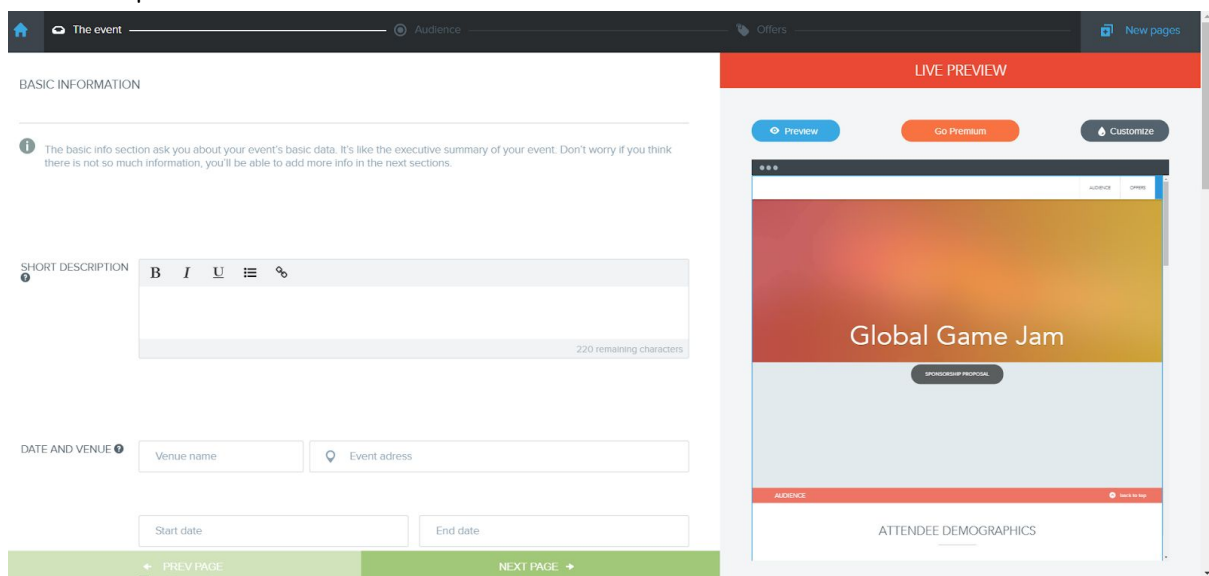 The event
Audience
Offers
New pages
BASIC INFORMATION
The basic info section ask you about your event's basic data. It's like the executive summary of your event. Don't worry if you think
there is not so much information, you'll be able to add more info in the next sections.
SHORT DESCRIPTION
B I U
220 remaining characters
DATE AND VENUE
Venue name
Event adress
Start date
End date
PREV PAGE
NEXT PAGE
LIVE PREVIEW
Preview
Go Premium
Customize
AUDIENCE
OFFERS
Global Game Jam
SPONSORSHIP PROPOSAL
AUDIENCE
back to top
ATTENDEE DEMOGRAPHICS